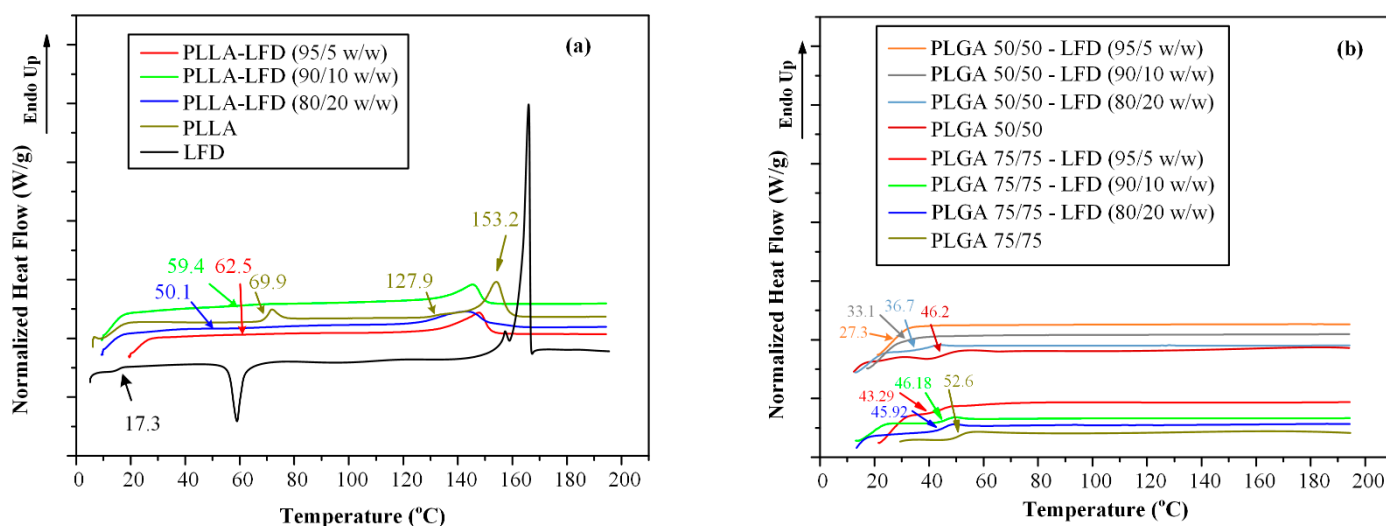 (a)
Endo Up
Normalized Heat Flow (W/g)
PLLA-LFD (95/5 w/w)
PLLA-LFD (90/10 w/w)
PLLA-LFD (80/20 w/w)
PLLA
LFD
153.2
59.4
62.5
127.9
50.1
69.9
17.3
0 20 40 60 80 100 120 140 160 180 200
Temperature (°C)
(b)
Endo Up
Normalized Heat Flow (W/g)
PLGA 50/50 - LFD (95/5 w/w)
PLGA 50/50 - LFD (90/10 w/w)
PLGA 50/50 - LFD (80/20 w/w)
PLGA 50/50
PLGA 75/75 - LFD (95/5 w/w)
PLGA 75/75 - LFD (90/10 w/w)
PLGA 75/75 - LFD (80/20 w/w)
PLGA 75/75
36.7
33.1
46.2
27.3
46.18
52.6
43.29
45.92
0 20 40 60 80 100 120 140 160 180 200
Temperature (°C)